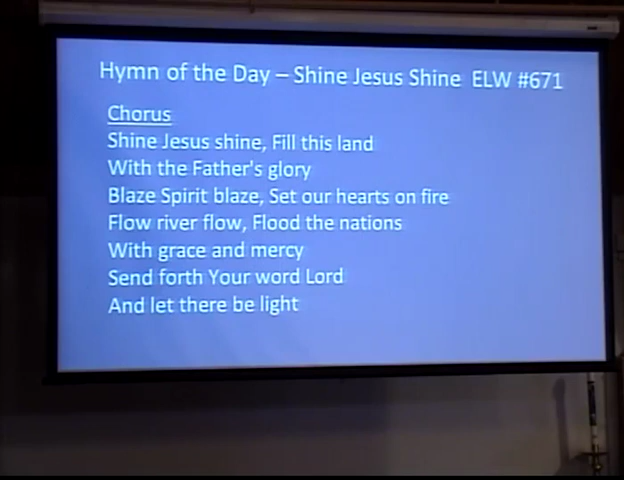 Hymn of the Day – Shine Jesus Shine ELW #671
Chorus
Shine Jesus shine, Fill this land
With the Father's glory
Blaze Spirit blaze, Set our hearts on fire
Flow river flow, Flood the nations
With grace and mercy
Send forth Your word Lord
And let there be light